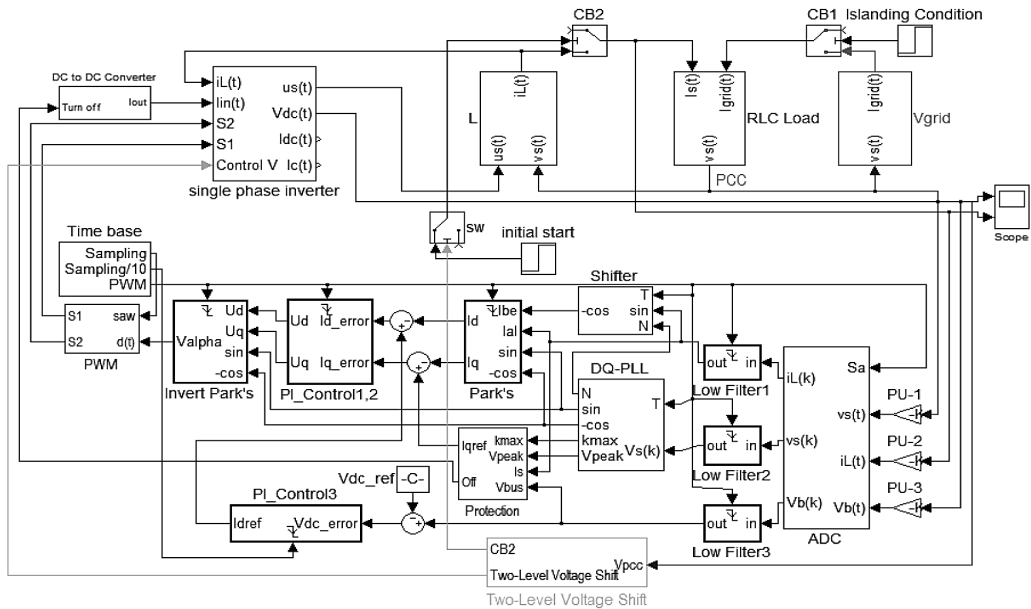 CB2
CB1
Islanding Condition
DC to DC Converter
Turn off
Iout
iL(t)
Iin(t)
S2
S1
Control V
us(t)
Vdc(t)
Idc(t)
Ic(t)
single phase inverter
L
iL(t)
us(t)
vs(t)
Is(t)
Igrid(t)
vs(t)
RLC Load
PCC
Igrid(t)
vs(t)
Vgrid
Scope
sw
initial start
Time base
Sampling
Sampling/10
PWM
S1
S2
saw
d(t)
PWM
Valpha
Ud
Uq
sin
-cos
Invert Park's
Ud
Uq
Id_error
Iq_error
PI_Control1,2
Id
Iq
Ibe
Ial
sin
-cos
Park's
Shifter
-cos
T
sin
N
DQ-PLL
N
sin
-cos
kmax
Vpeak
T
Vs(k)
out
in
Low Filter1
out
in
Low Filter2
out
in
Low Filter3
iL(k)
vs(k)
Vb(k)
Sa
vs(t)
iL(t)
Vb(t)
ADC
PU-1
PU-2
PU-3
Iqref
Off
kmax
Vpeak
Is
Vbus
Protection
Vdc_ref
-C-
PI_Control3
Idref
Vdc_error
CB2
Two-Level Voltage Shift
Vpcc
Two-Level Voltage Shift